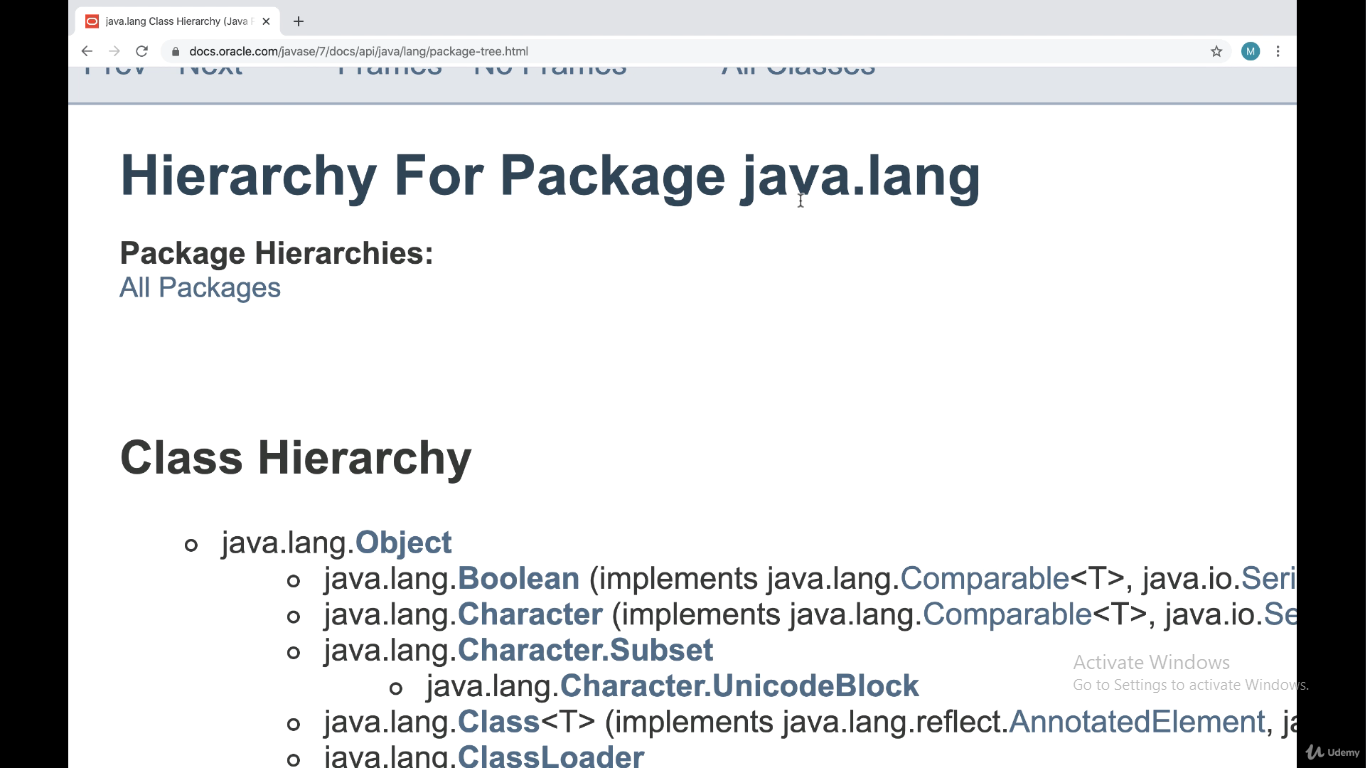 java.lang Class Hierarchy (Java
docs.oracle.com/javase/7/docs/api/java/lang/package-tree.html
M
Prev Next Frames No Frames All Classes
Hierarchy For Package java.lang
Package Hierarchies:
All Packages
Class Hierarchy
java.lang.Object
java.lang.Boolean (implements java.lang.Comparable<T>, java.io.Seri
java.lang.Character (implements java.lang.Comparable<T>, java.io.Se
java.lang.Character.Subset
java.lang.Character.UnicodeBlock
java.lang.Class<T> (implements java.lang.reflect.AnnotatedElement, ja
java.lang.ClassLoader
Activate Windows
Go to Settings to activate Windows.
Udemy